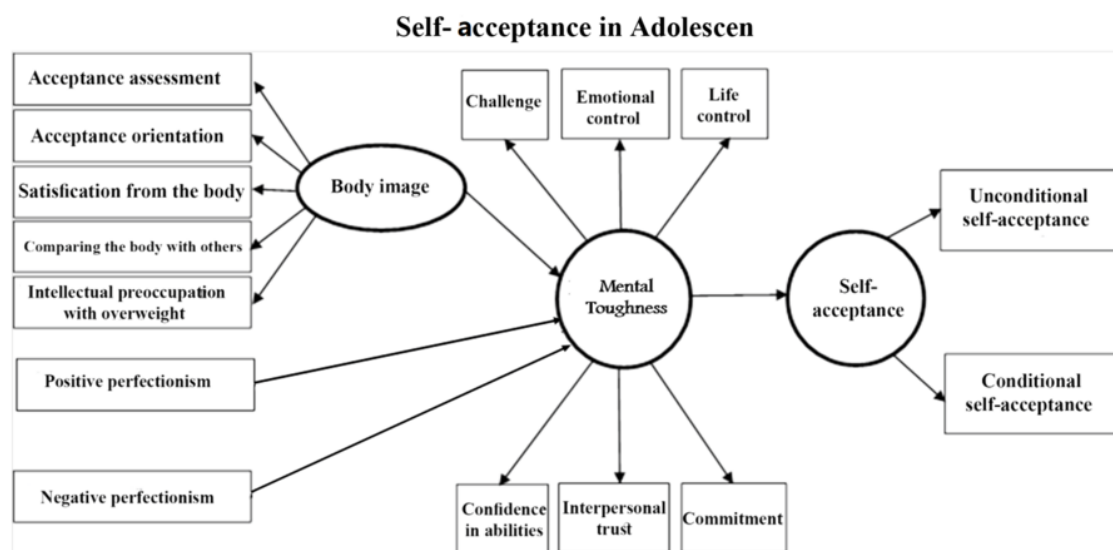 Self- acceptance in Adolescen
Acceptance assessment
Acceptance orientation
Satisfication from the body
Comparing the body with others
Intellectual preoccupation
with overweight
Positive perfectionism
Negative perfectionism
Body image
Challenge
Emotional
control
Life
control
Mental
Toughness
Confidence
in abilities
Interpersonal
trust
Commitment
Self-
acceptance
Unconditional
self-acceptance
Conditional
self-acceptance